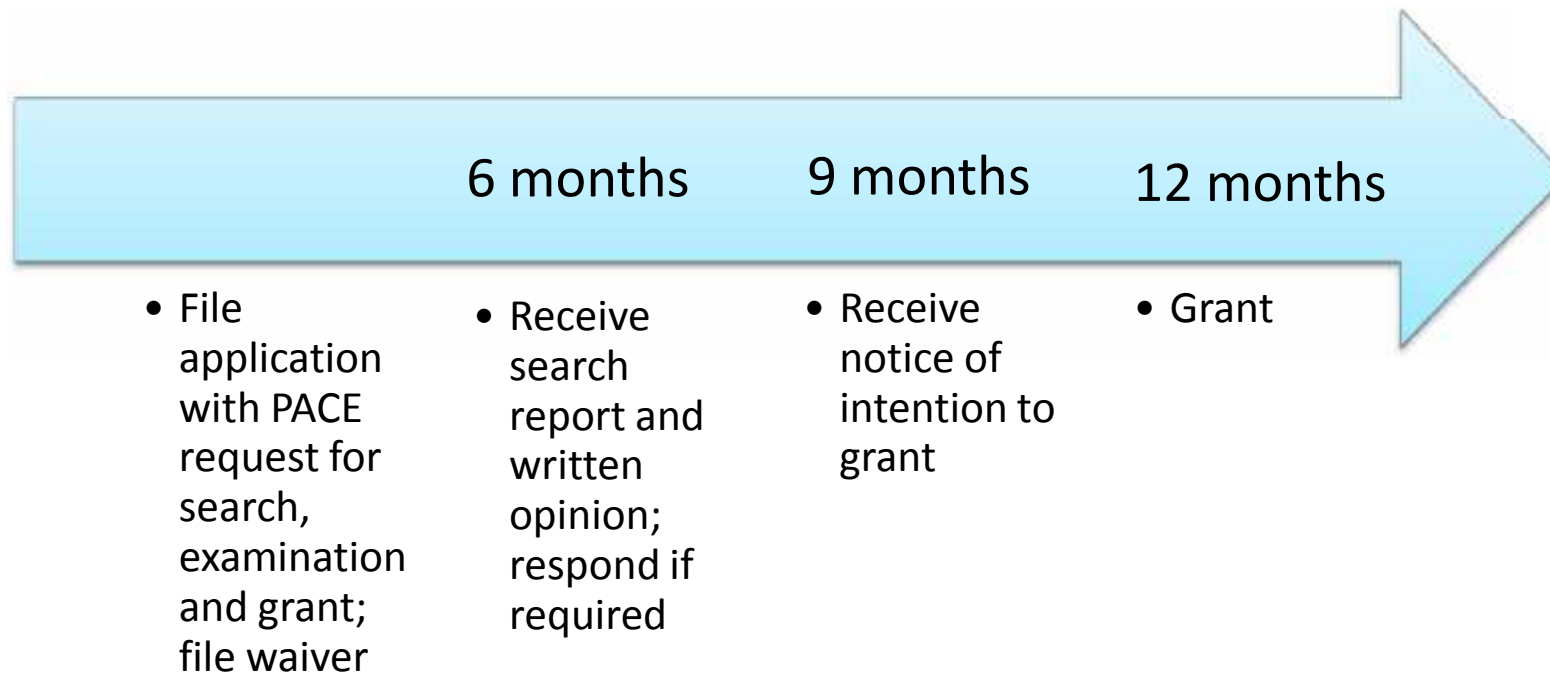 6 months
9 months
12 months
• File
application
with PACE
request for
search,
examination
and grant;
file waiver
• Receive
search
report and
written
opinion;
respond if
required
• Receive
notice of
intention to
grant
• Grant